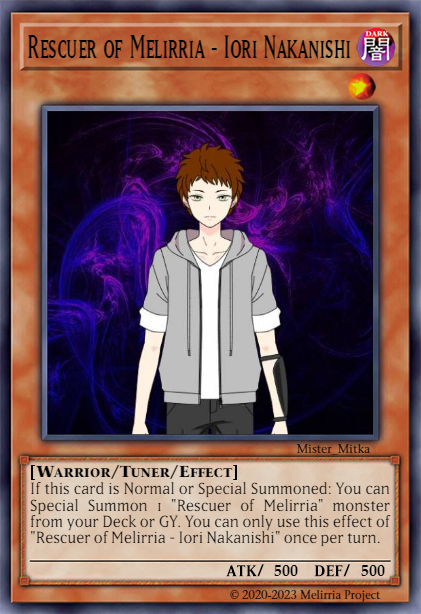 Rescuer of Melirria - Iori Nakanishi
DARK
闇
Mister_Mitka
[Warrior/Tuner/Effect]
If this card is Normal or Special Summoned: You can
Special Summon 1 "Rescuer of Melirria" monster
from your Deck or GY. You can only use this effect of
"Rescuer of Melirria - Iori Nakanishi" once per turn.
ATK/ 500 DEF/ 500
© 2020-2023 Melirria Project